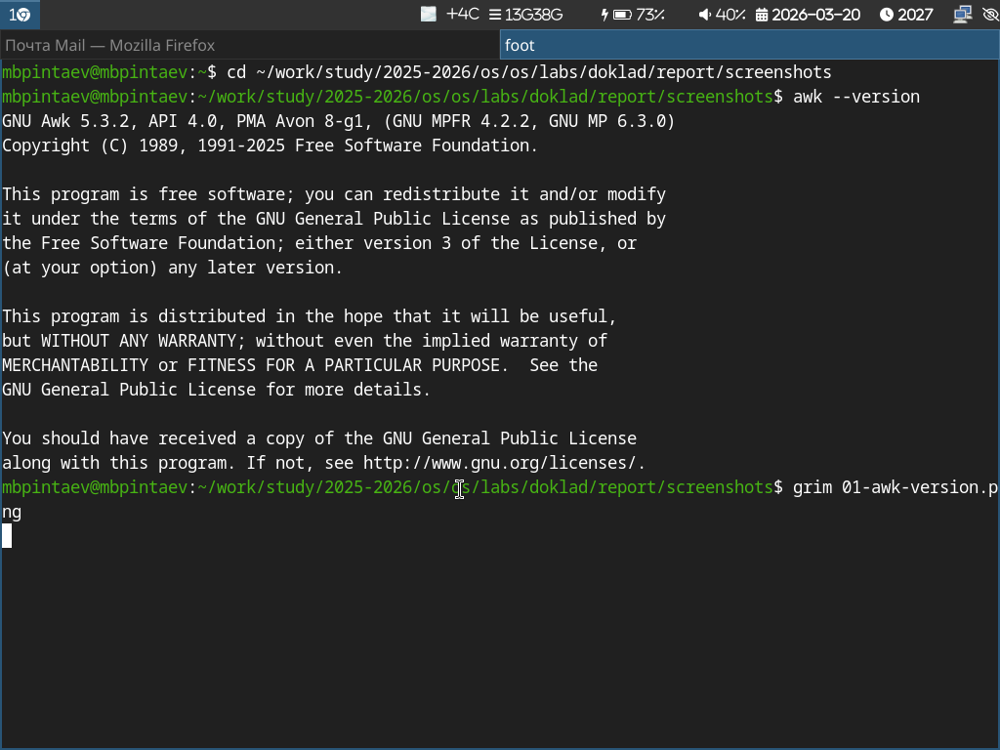 1
+4C 13G38G 73% 40% 2026-03-20 2027
Почта Mail — Mozilla Firefox
foot
mbpintaev@mbpintaev:~$ cd ~/work/study/2025-2026/os/os/labs/doklad/report/screenshots
mbpintaev@mbpintaev:~/work/study/2025-2026/os/os/labs/doklad/report/screenshots$ awk --version
GNU Awk 5.3.2, API 4.0, PMA Avon 8-g1, (GNU MPFR 4.2.2, GNU MP 6.3.0)
Copyright (C) 1989, 1991-2025 Free Software Foundation.
This program is free software; you can redistribute it and/or modify
it under the terms of the GNU General Public License as published by
the Free Software Foundation; either version 3 of the License, or
(at your option) any later version.
This program is distributed in the hope that it will be useful,
but WITHOUT ANY WARRANTY; without even the implied warranty of
MERCHANTABILITY or FITNESS FOR A PARTICULAR PURPOSE.  See the
GNU General Public License for more details.
You should have received a copy of the GNU General Public License
along with this program. If not, see http://www.gnu.org/licenses/.
mbpintaev@mbpintaev:~/work/study/2025-2026/os/os/labs/doklad/report/screenshots$ grim 01-awk-version.p
ng